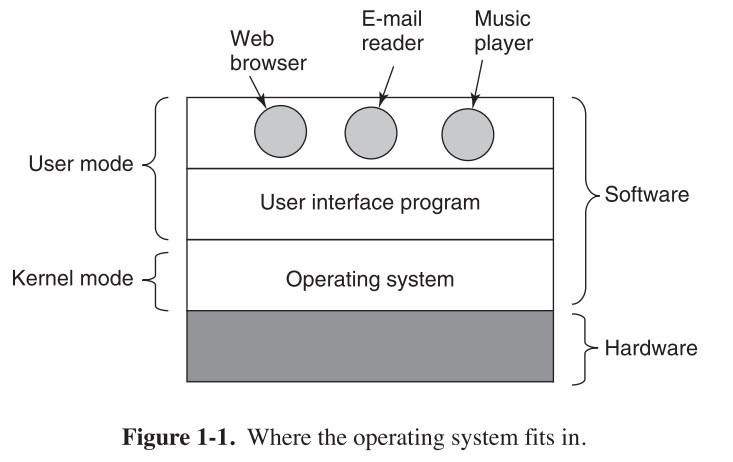 Web
browser
E-mail
reader
Music
player
User mode
User interface program
Software
Kernel mode
Operating system
Hardware
Figure 1-1. Where the operating system fits in.